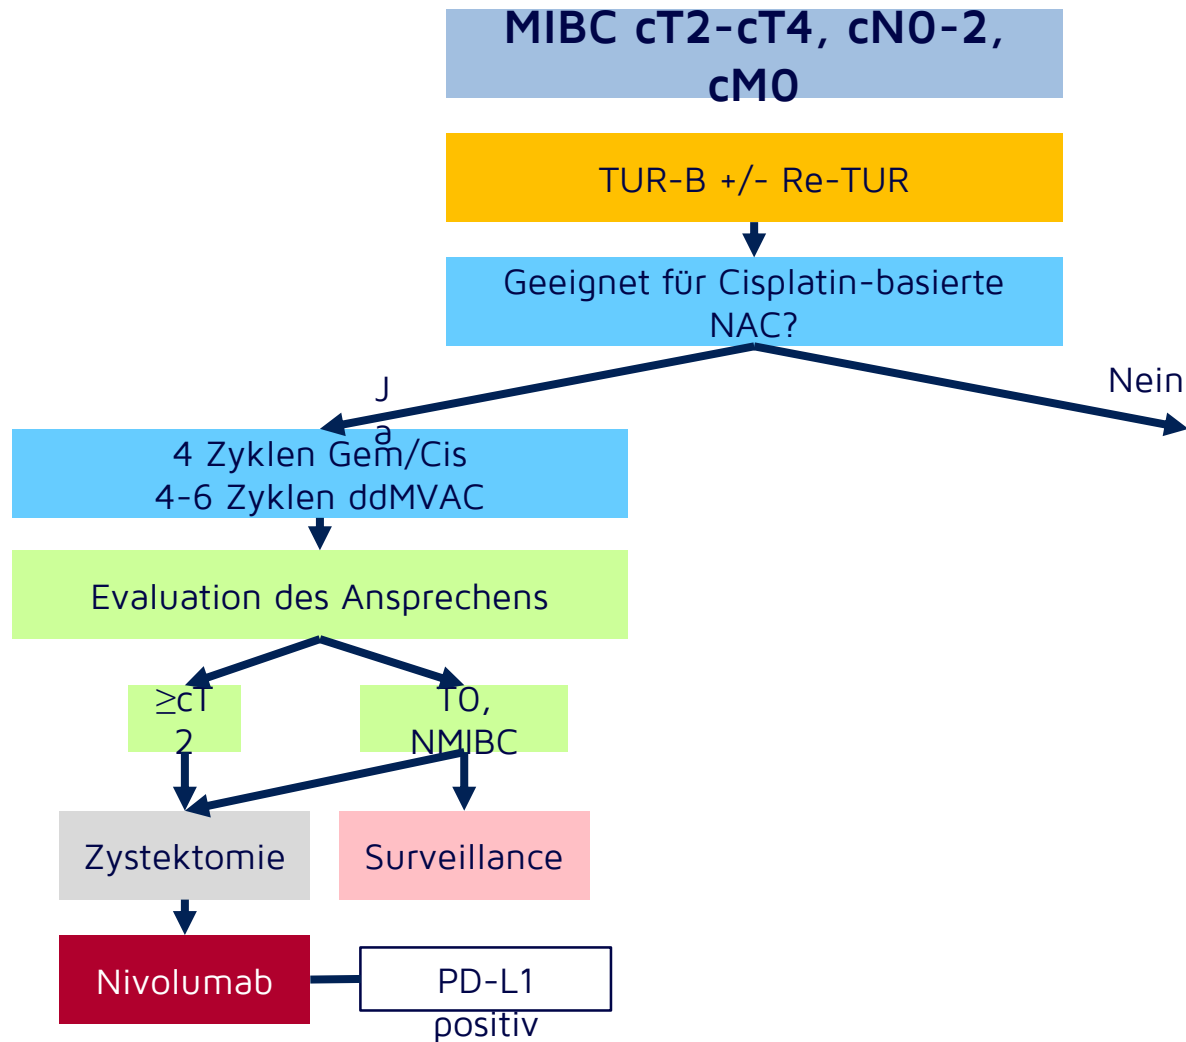 MIBC cT2-cT4, cN0-2,
cM0
TUR-B +/- Re-TUR
Geeignet für Cisplatin-basierte
NAC?
J
a
Nein
4 Zyklen Gem/Cis
4-6 Zyklen ddMVAC
Evaluation des Ansprechens
≥cT
2
T0,
NMIBC
Zystektomie
Surveillance
Nivolumab
PD-L1
positiv